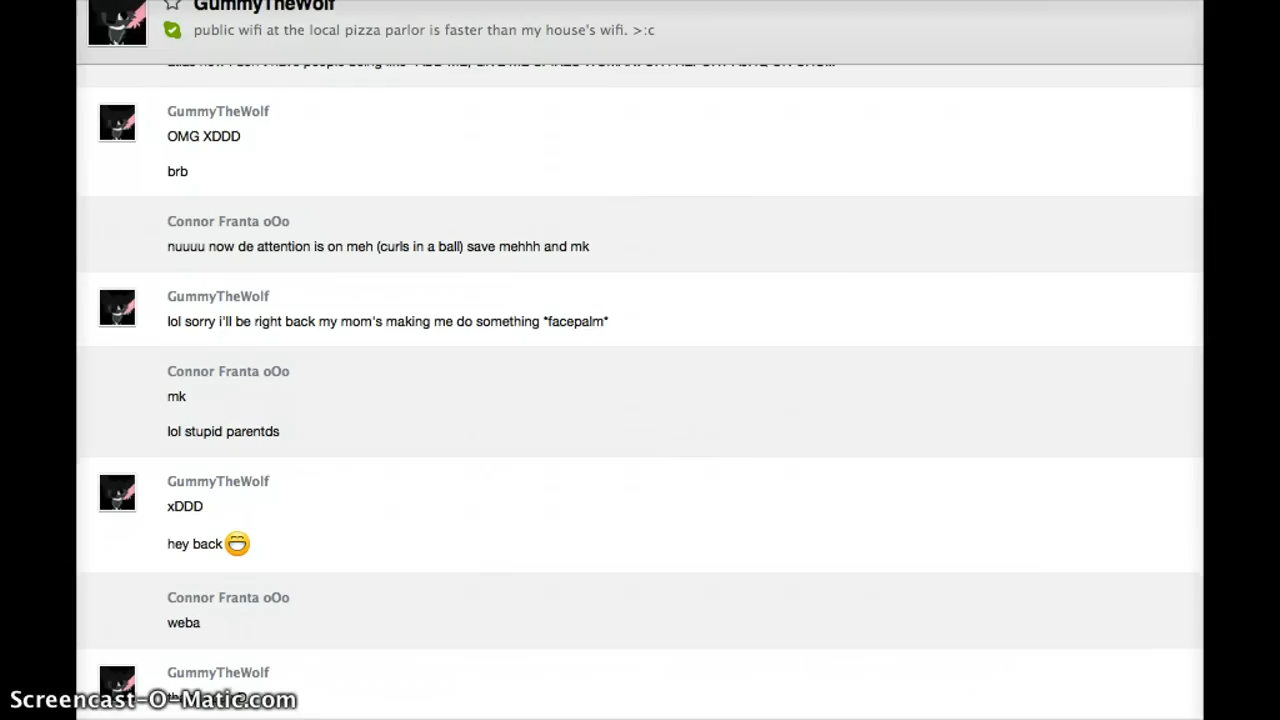 GummyTheWolf
public wifi at the local pizza parlor is faster than my house's wifi. >:c
GummyTheWolf
OMG XDDD
brb
Connor Franta oOo
nuuuu now de attention is on meh (curls in a ball) save mehhh and mk
GummyTheWolf
lol sorry i'll be right back my mom's making me do something *facepalm*
Connor Franta oOo
mk
lol stupid parentds
GummyTheWolf
xDDD
hey back
Connor Franta oOo
weba
GummyTheWolf
Screencast-O-Matic.com